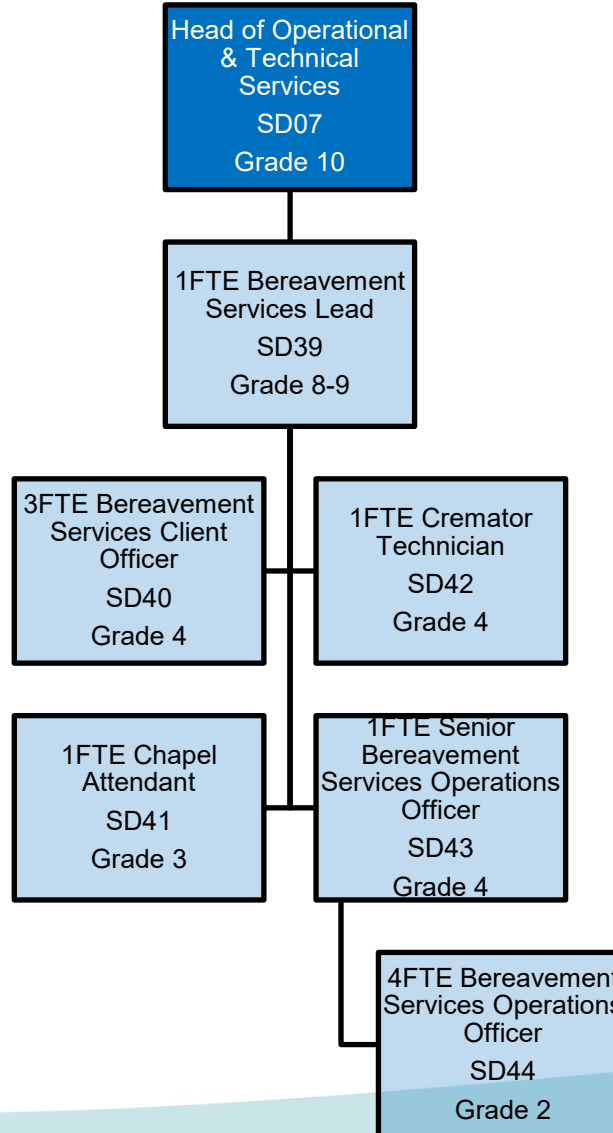 Head of Operational
& Technical
Services
SD07
Grade 10
1FTE Bereavement
Services Lead
SD39
Grade 8-9
3FTE Bereavement
Services Client
Officer
SD40
Grade 4
1FTE Cremator
Technician
SD42
Grade 4
1FTE Chapel
Attendant
SD41
Grade 3
1FTE Senior
Bereavement
Services Operations
Officer
SD43
Grade 4
4FTE Bereavement
Services Operations
Officer
SD44
Grade 2